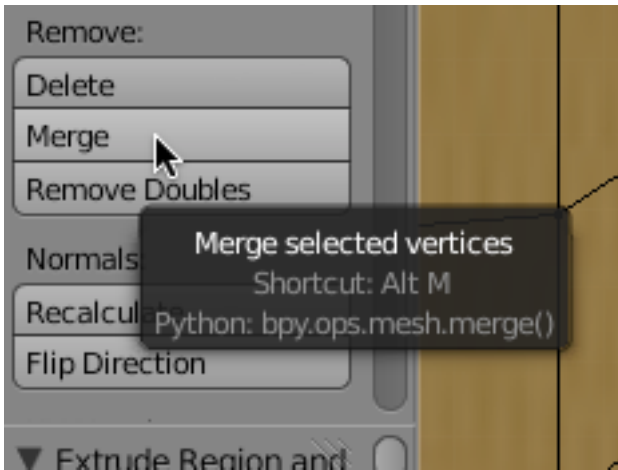 Remove:
Delete
Merge
Remove Doubles
Merge selected vertices
Shortcut: Alt M
Python: bpy.ops.mesh.merge()
Normals:
Recalculate
Flip Direction
Extrude Region and